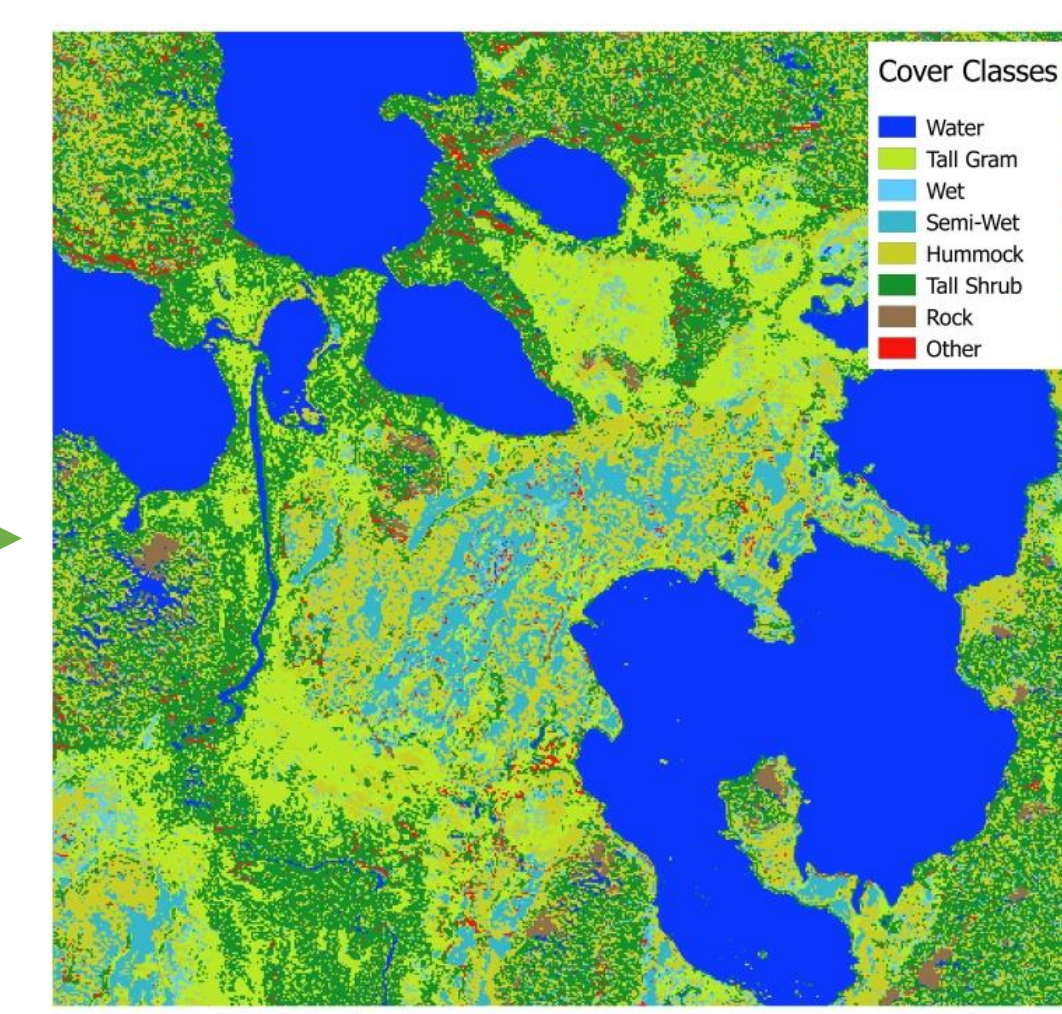 Cover Classes
Water
Tall Gram
Wet
Semi-Wet
Hummock
Tall Shrub
Rock
Other